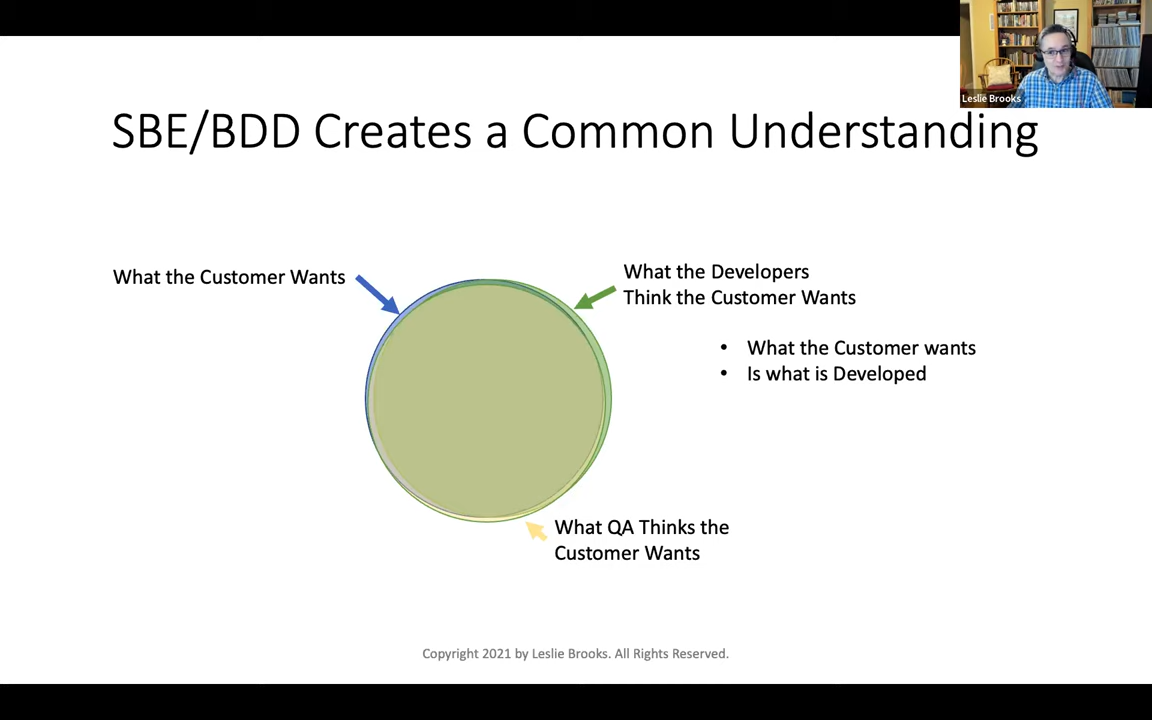 Leslie Brooks
SBE/BDD Creates a Common Understanding
What the Customer Wants
What the Developers
Think the Customer Wants
• What the Customer wants
• Is what is Developed
What QA Thinks the
Customer Wants
Copyright 2021 by Leslie Brooks. All Rights Reserved.